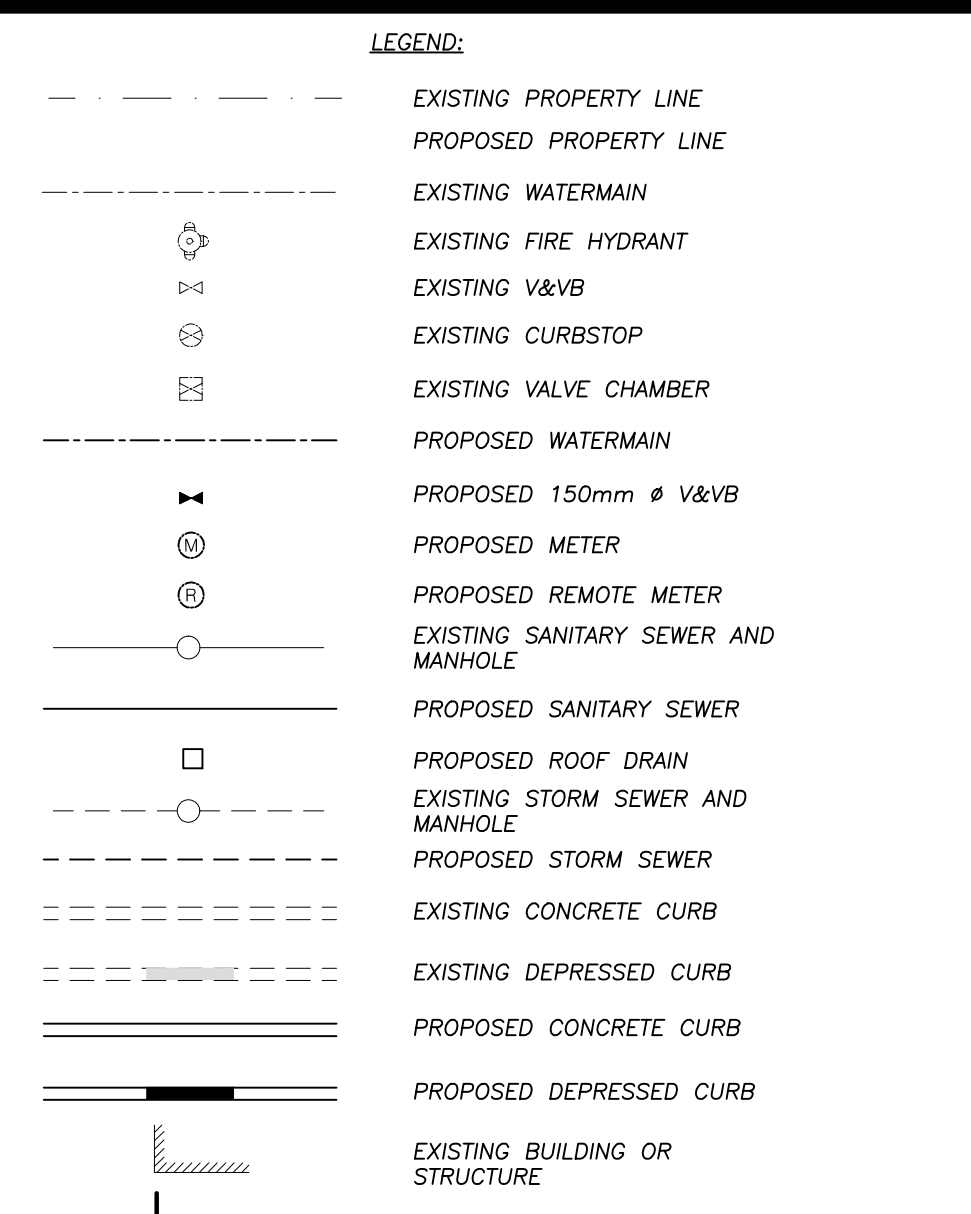 LEGEND:
EXISTING PROPERTY LINE
PROPOSED PROPERTY LINE
EXISTING WATERMAIN
EXISTING FIRE HYDRANT
EXISTING V&VB
EXISTING CURBSTOP
EXISTING VALVE CHAMBER
PROPOSED WATERMAIN
PROPOSED 150mm ø V&VB
M PROPOSED METER
R PROPOSED REMOTE METER
EXISTING SANITARY SEWER AND
MANHOLE
PROPOSED SANITARY SEWER
PROPOSED ROOF DRAIN
EXISTING STORM SEWER AND
MANHOLE
PROPOSED STORM SEWER
EXISTING CONCRETE CURB
EXISTING DEPRESSED CURB
PROPOSED CONCRETE CURB
PROPOSED DEPRESSED CURB
EXISTING BUILDING OR
STRUCTURE